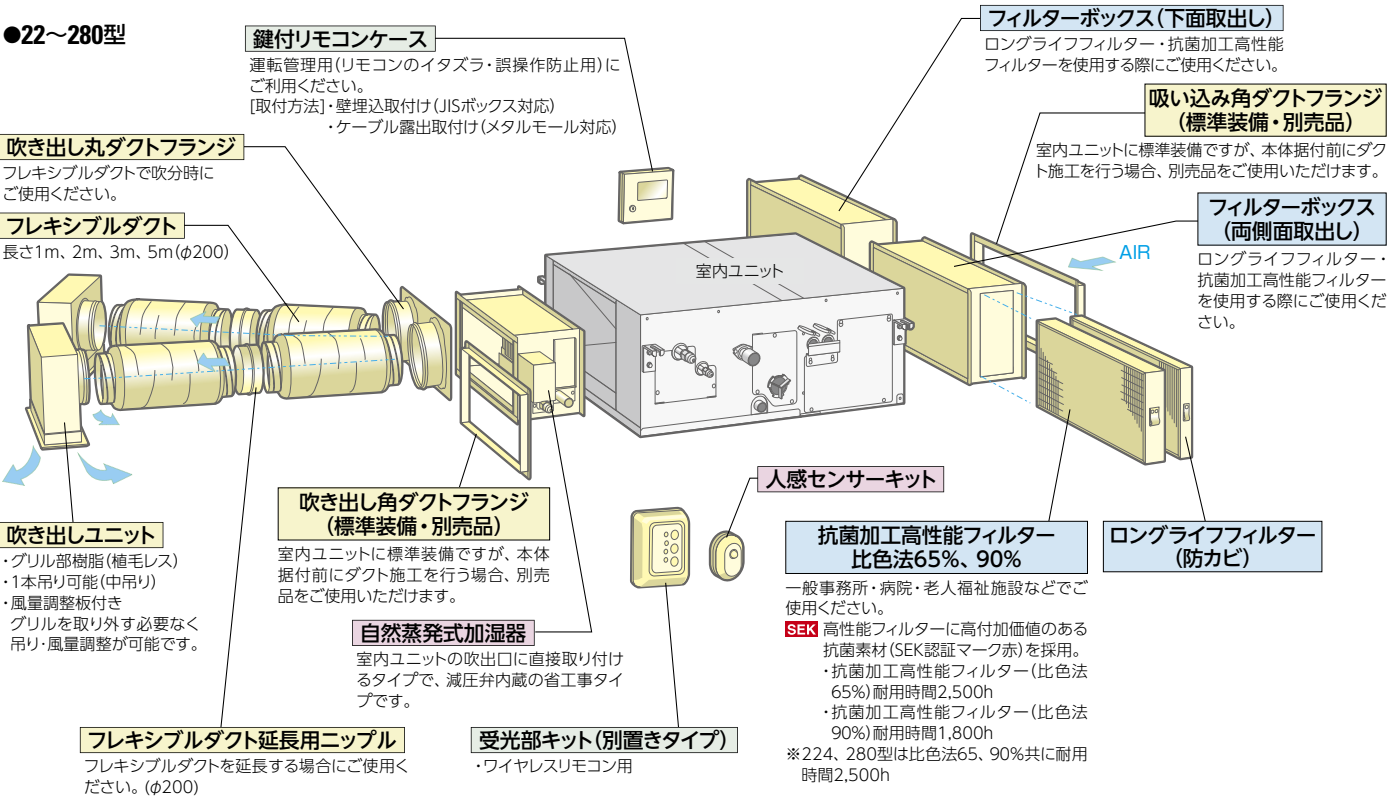 ●22～280型
鍵付リモコンケース
運転管理用(リモコンのイタズラ・誤操作防止用)に
ご利用ください。
[取付方法]・壁埋込取付け(JISボックス対応)
・ケーブル露出取付け(メタルモール対応)
フィルターボックス(下面取出し)
ロングライフフィルター・抗菌加工高性能
フィルターを使用する際にご使用ください。
吸い込み角ダクトフランジ
(標準装備・別売品)
室内ユニットに標準装備ですが、本体据付前にダク
ト施工を行う場合、別売品をご使用いただけます。
吹き出し丸ダクトフランジ
フレキシブルダクトで吹分時に
ご使用ください。
フレキシブルダクト
長さ1m、2m、3m、5m(φ200)
フィルターボックス
(両側面取出し)
ロングライフフィルター・
抗菌加工高性能フィルター
を使用する際にご使用くだ
さい。
AIR
室内ユニット
吹き出しユニット
・グリル部樹脂(植毛レス)
・1本吊り可能(中吊り)
・風量調整板付き
グリルを取り外す必要なく
吊り・風量調整が可能です。
吹き出し角ダクトフランジ
(標準装備・別売品)
室内ユニットに標準装備ですが、本体
据付前にダクト施工を行う場合、別売
品をご使用いただけます。
自然蒸発式加湿器
室内ユニットの吹出口に直接取り付け
るタイプで、減圧弁内蔵の省工事タイ
プです。
フレキシブルダクト延長用ニップル
フレキシブルダクトを延長する場合にご使用く
ださい。(φ200)
人感センサーキット
受光部キット(別置きタイプ)
・ワイヤレスリモコン用
抗菌加工高性能フィルター
比色法65%、90%
一般事務所・病院・老人福祉施設などでご
使用ください。
SEK 高性能フィルターに高付加価値のある
抗菌素材(SEK認証マーク赤)を採用。
・抗菌加工高性能フィルター(比色法
65%)耐用時間2,500h
・抗菌加工高性能フィルター(比色法
90%)耐用時間1,800h
※224、280型は比色法65、90%共に耐用
時間2,500h
ロングライフフィルター
(防カビ)